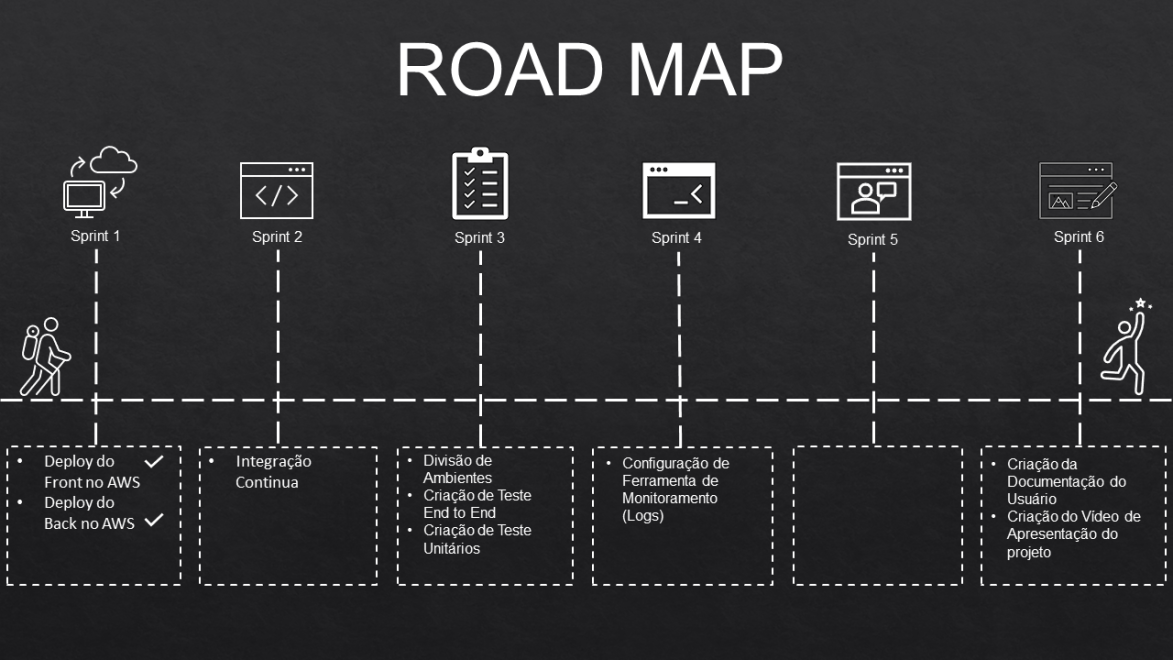 ROAD MAP
Sprint 1
Sprint 2
Sprint 3
Sprint 4
Sprint 5
Sprint 6
• Deploy do
Front no AWS
• Deploy do
Back no AWS
• Integração
Continua
• Divisão de
Ambientes
• Criação de Teste
End to End
• Criação de Teste
Unitários
• Configuração de
Ferramenta de
Monitoramento
(Logs)
• Criação da
Documentação do
Usuário
• Criação do Vídeo de
Apresentação do
projeto